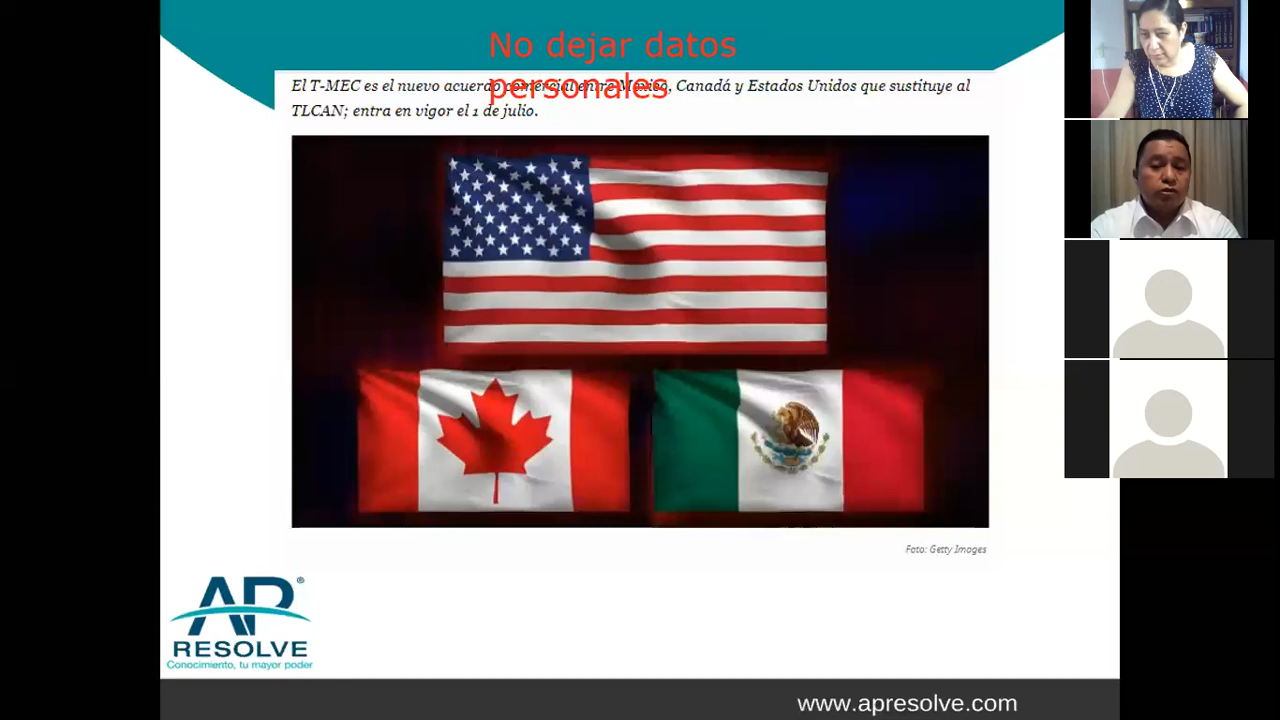 No dejar datos
personales
El T-MEC es el nuevo acuerdo comercial entre México, Canadá y Estados Unidos que sustituye al
TLCAN; entra en vigor el 1 de julio.
Foto: Getty Images
AP®
RESOLVE
Conocimiento, tu mayor poder
www.apresolve.com